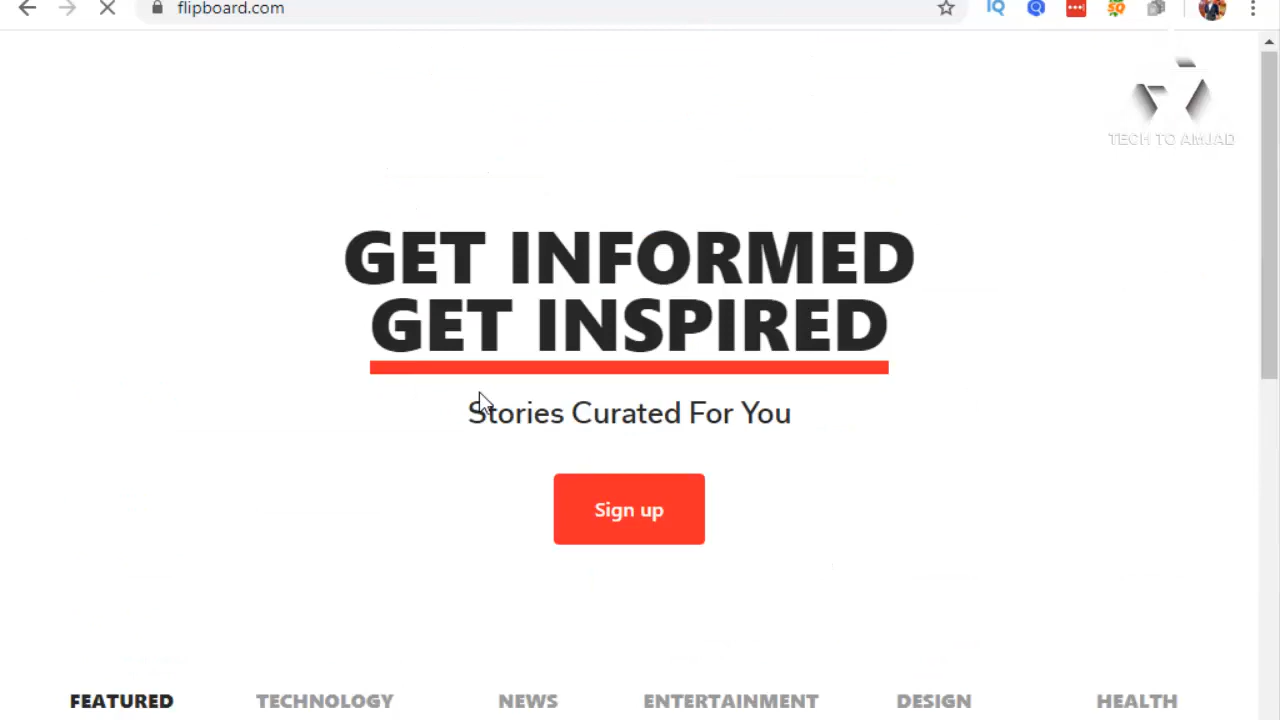 flipboard.com
TECH TO AMJAD
GET INFORMED
GET INSPIRED
Stories Curated For You
Sign up
FEATURED TECHNOLOGY NEWS ENTERTAINMENT DESIGN HEALTH